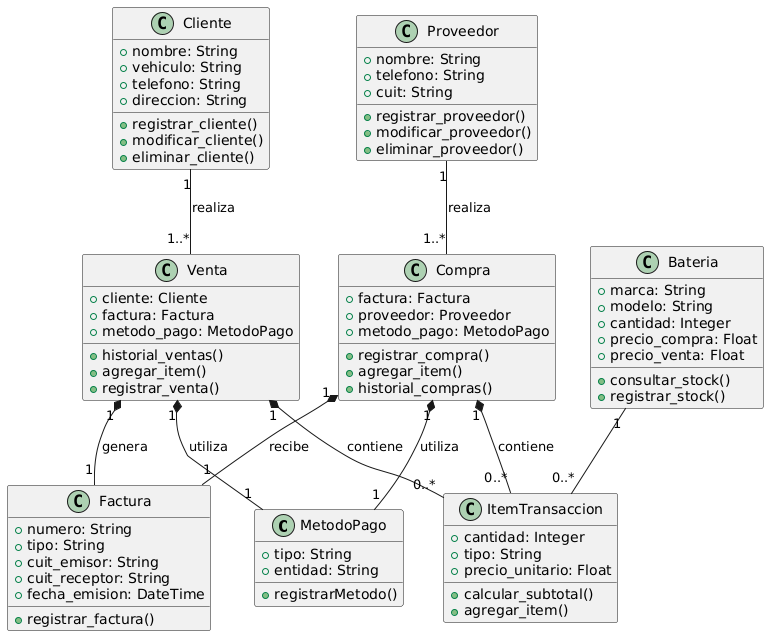 C Cliente
nombre: String
vehiculo: String
telefono: String
direccion: String
registrar_cliente()
modificar_cliente()
eliminar_cliente()
C Proveedor
nombre: String
telefono: String
cuit: String
registrar_proveedor()
modificar_proveedor()
eliminar_proveedor()
1
realiza
1..*
1
realiza
1..*
C Venta
cliente: Cliente
factura: Factura
metodo_pago: MetodoPago
historial_ventas()
agregar_item()
registrar_venta()
C Compra
factura: Factura
proveedor: Proveedor
metodo_pago: MetodoPago
registrar_compra()
agregar_item()
historial_compras()
C Bateria
marca: String
modelo: String
cantidad: Integer
precio_compra: Float
precio_venta: Float
consultar_stock()
registrar_stock()
1
1
1
1
1
1
1
genera
utiliza
recibe
contiene
utiliza
contiene
1
1
1
1
0..*
0..*
0..*
C Factura
numero: String
tipo: String
cuit_emisor: String
cuit_receptor: String
fecha_emision: DateTime
registrar_factura()
C MetodoPago
tipo: String
entidad: String
registrarMetodo()
C ItemTransaccion
cantidad: Integer
tipo: String
precio_unitario: Float
calcular_subtotal()
agregar_item()